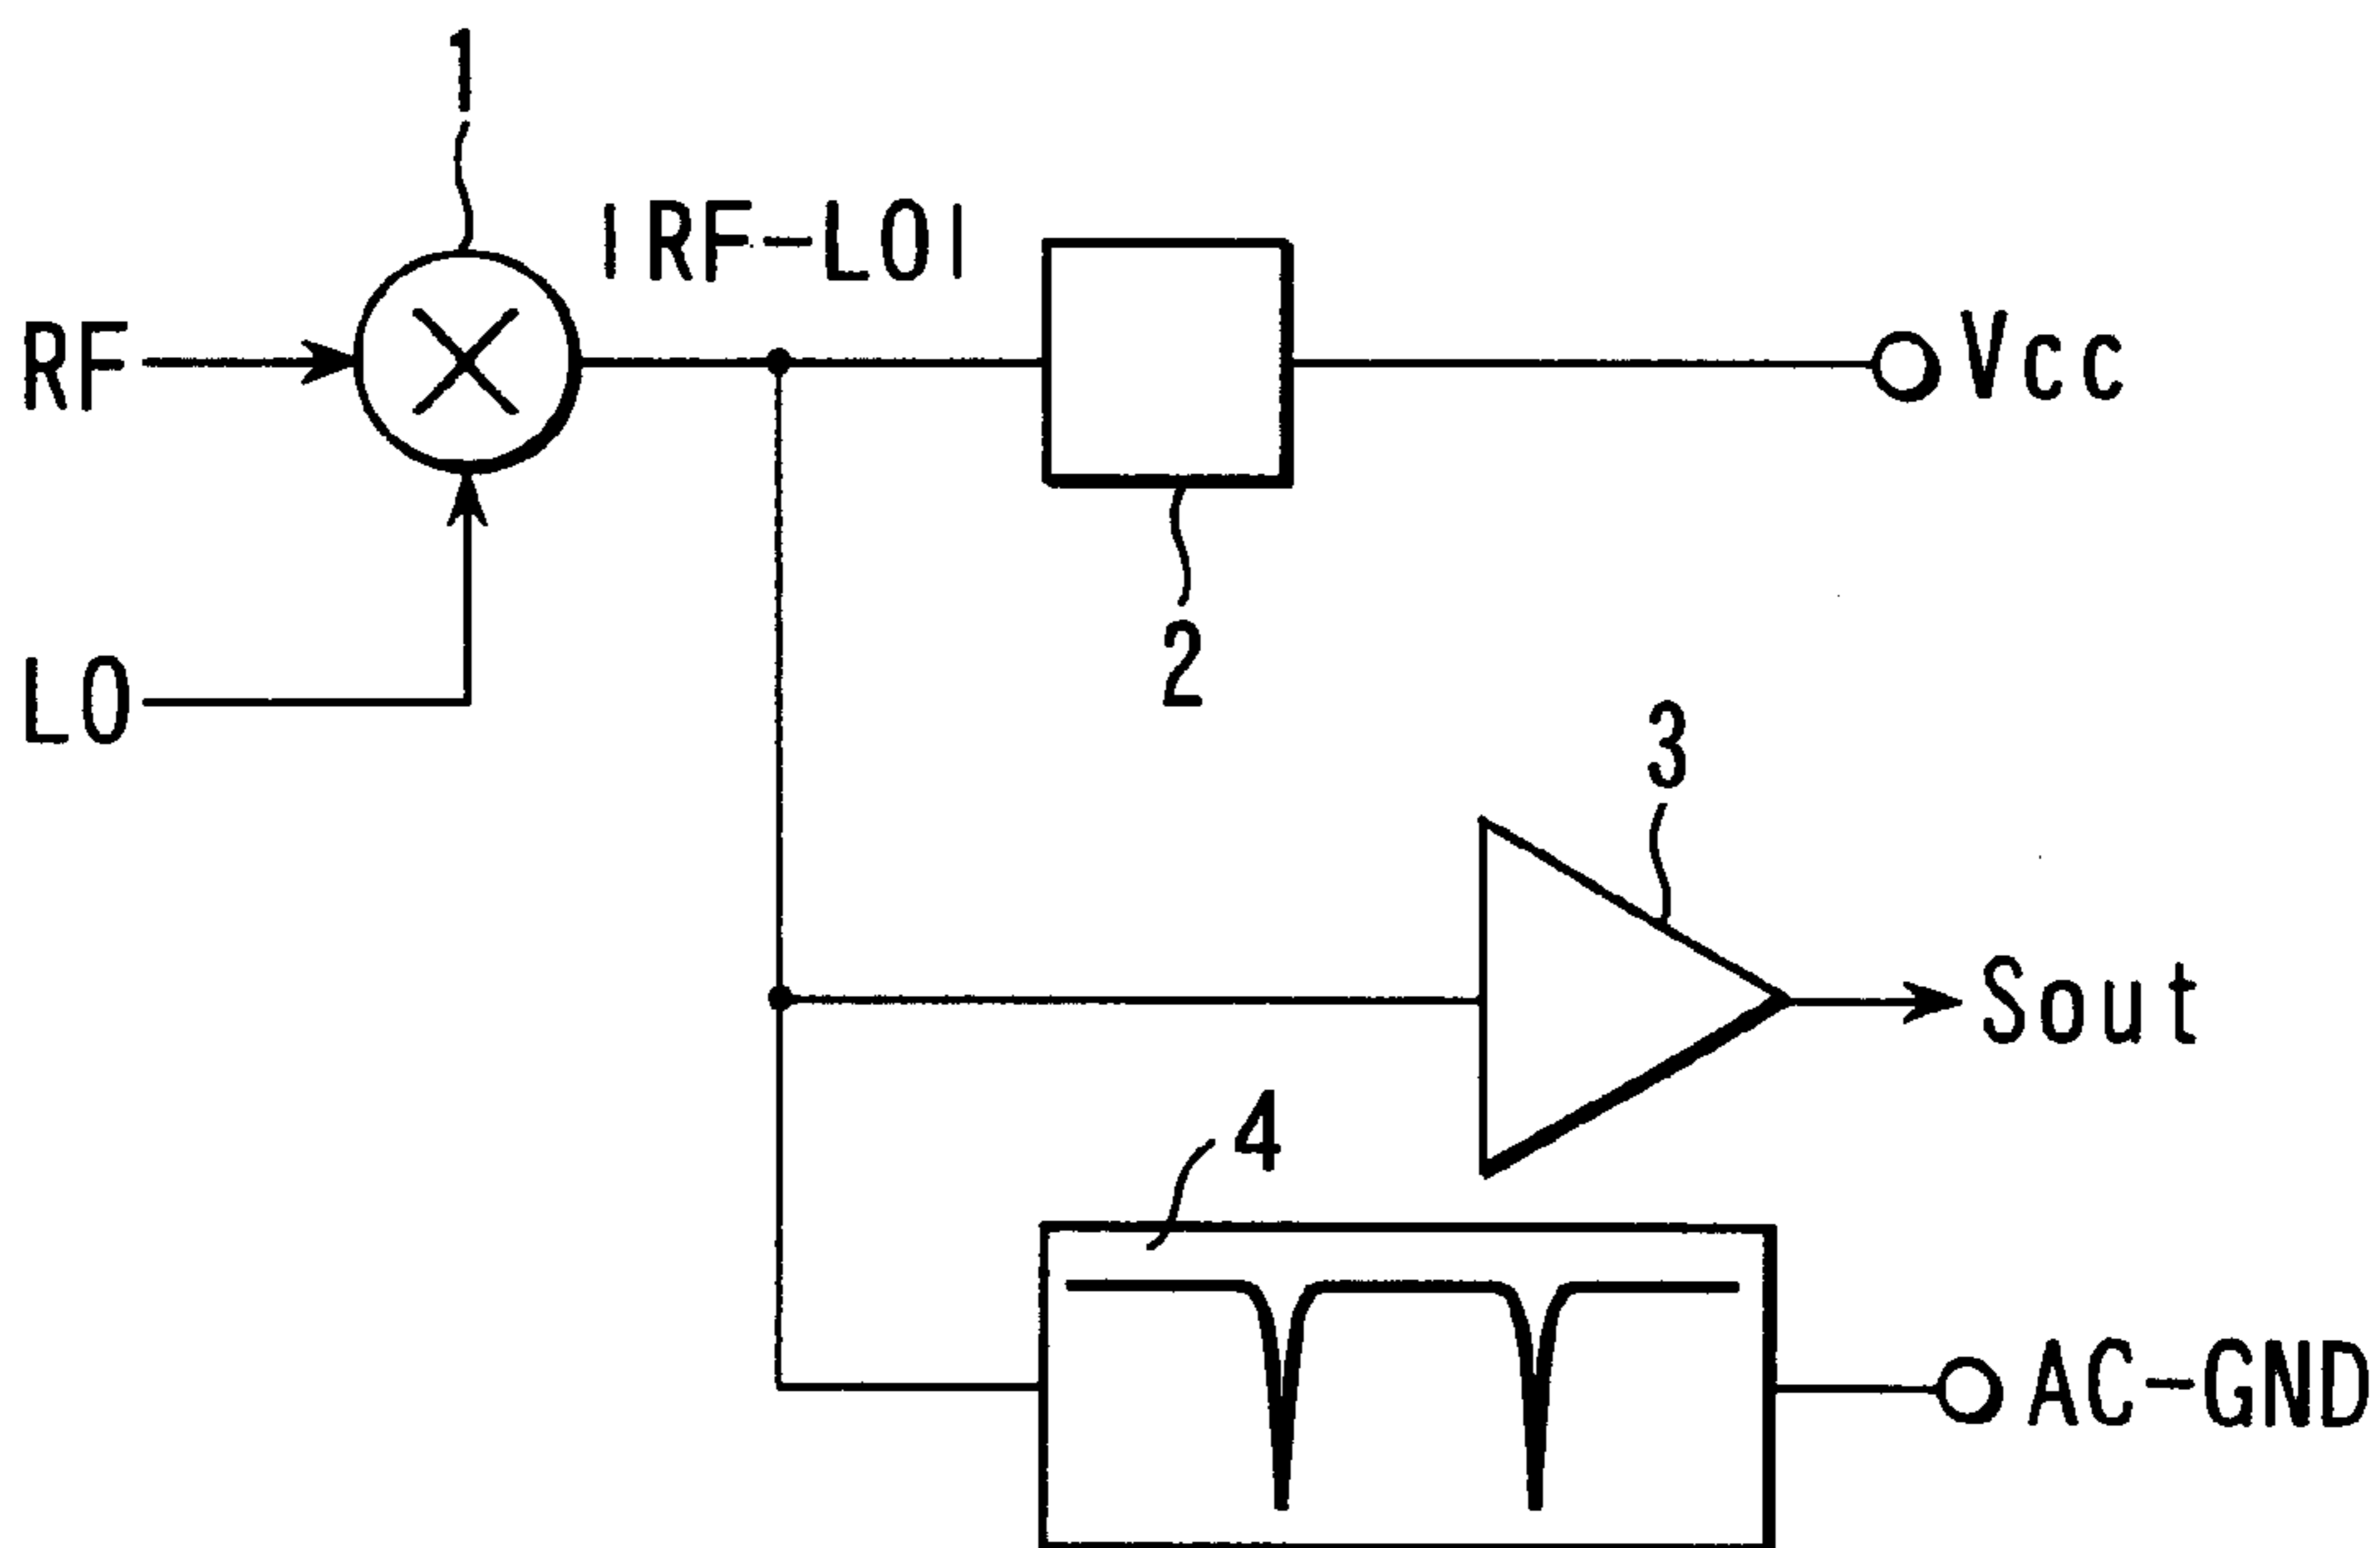 1
|RF-LO|
RF
Vcc
LO
2
3
Sout
4
AC-GND